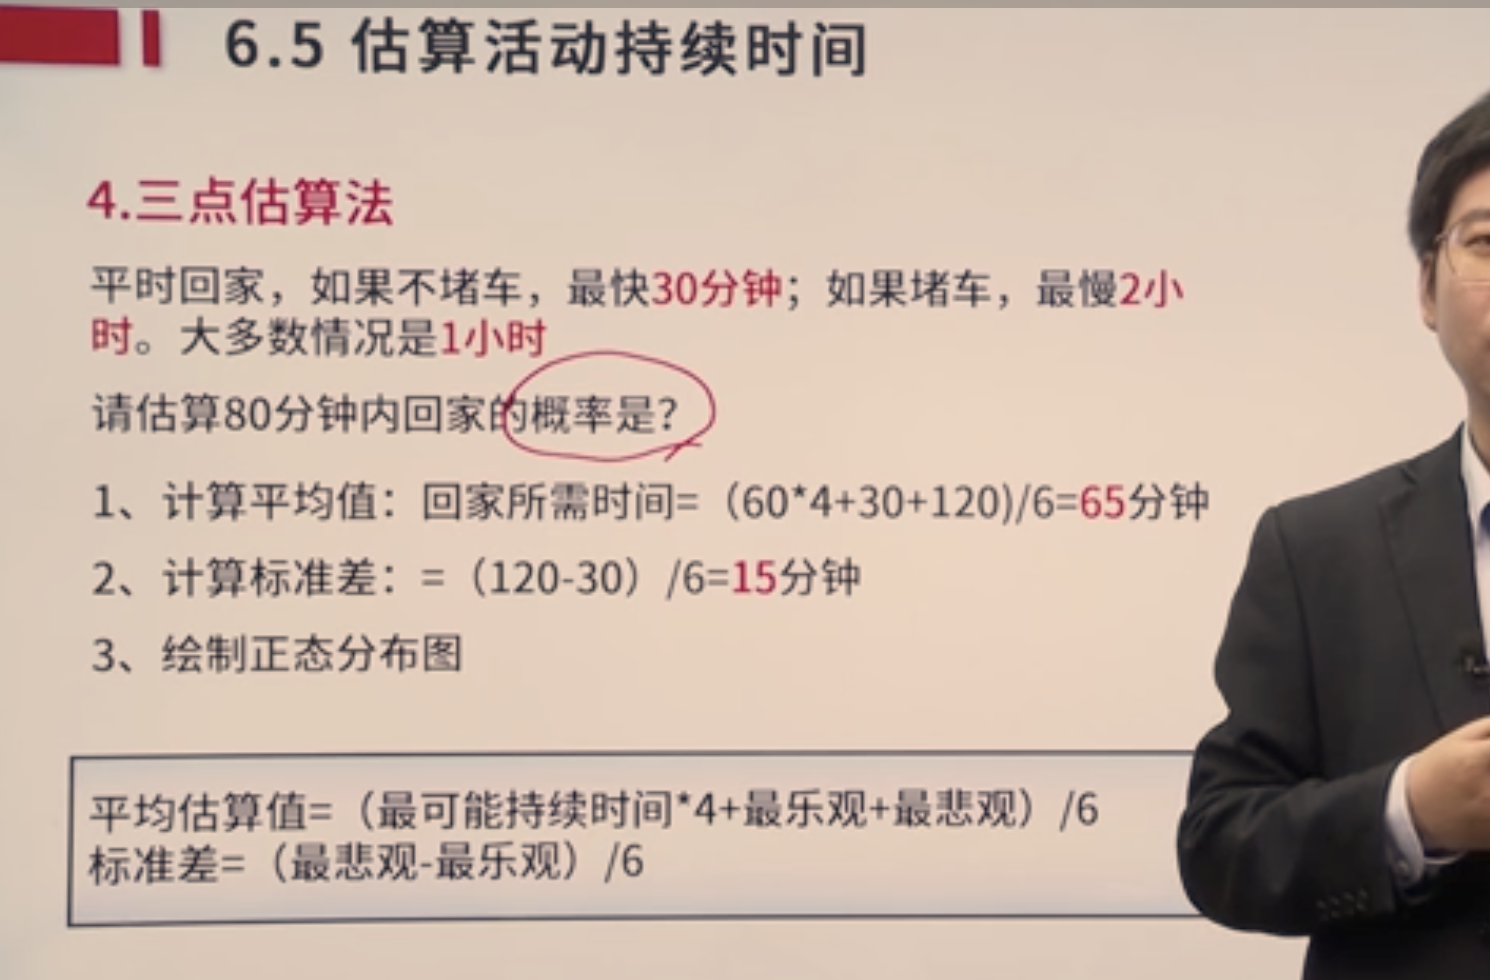 6.5 估算活动持续时间
4.三点估算法
平时回家，如果不堵车，最快30分钟；如果堵车，最慢2小
时。大多数情况是1小时
请估算80分钟内回家的概率是？
1、计算平均值：回家所需时间=（60*4+30+120)/6=65分钟
2、计算标准差：=（120-30）/6=15分钟
3、绘制正态分布图
平均估算值=（最可能持续时间*4+最乐观+最悲观）/6
标准差=（最悲观-最乐观）/6